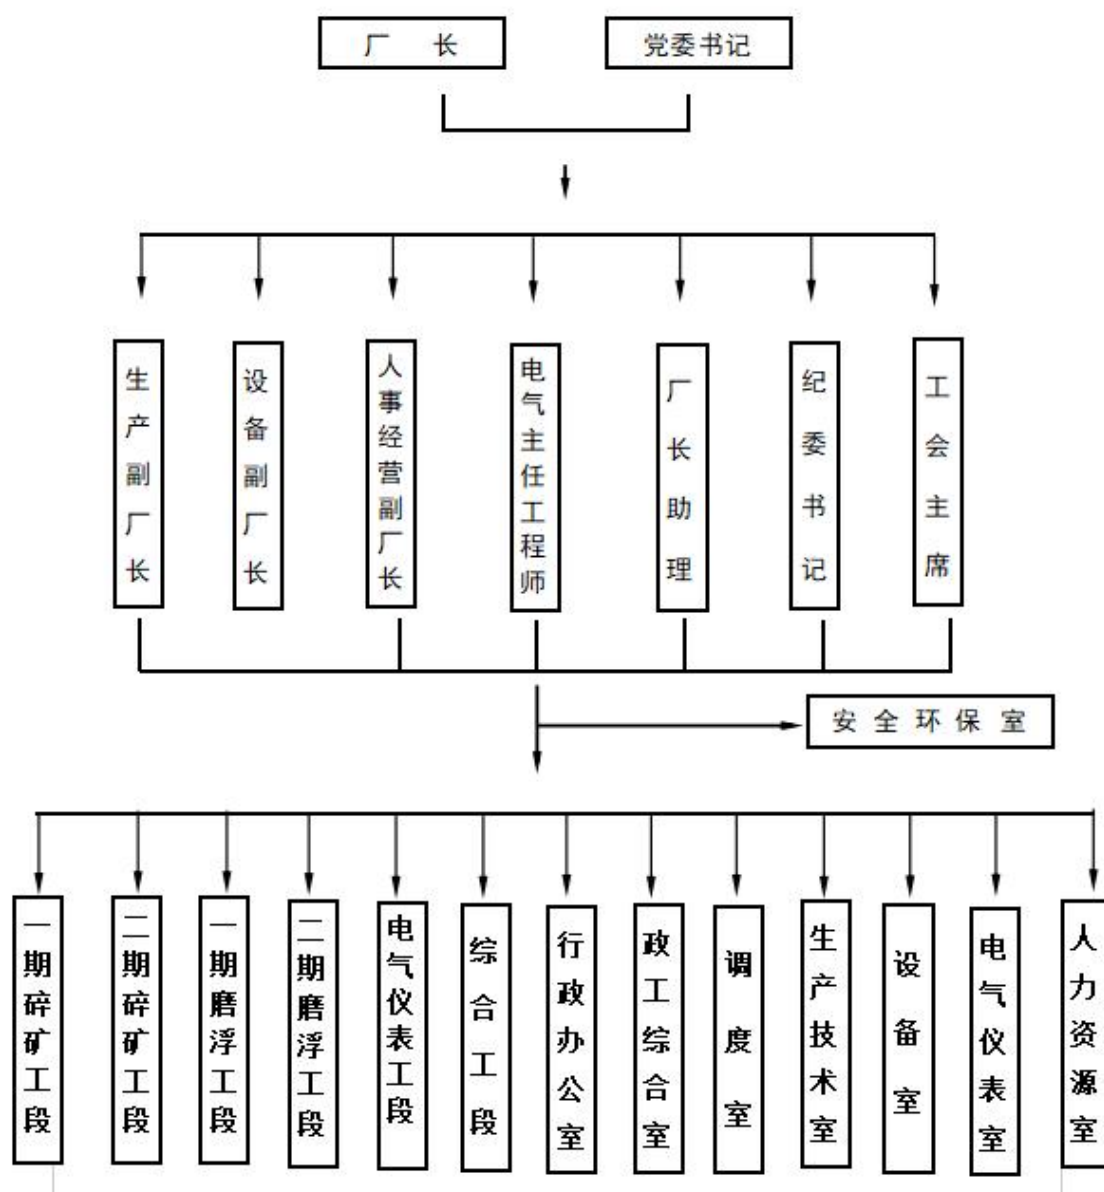 厂 长
党委书记
生产副厂长
设备副厂长
人事经营副厂长
电气主任工程师
厂长助理
纪委书记
工会主席
安全环保室
一期碎矿工段
二期碎矿工段
一期磨浮工段
二期磨浮工段
电气仪表工段
综合工段
行政办公室
政工综合室
调度室
生产技术室
设备室
电气仪表室
人力资源室